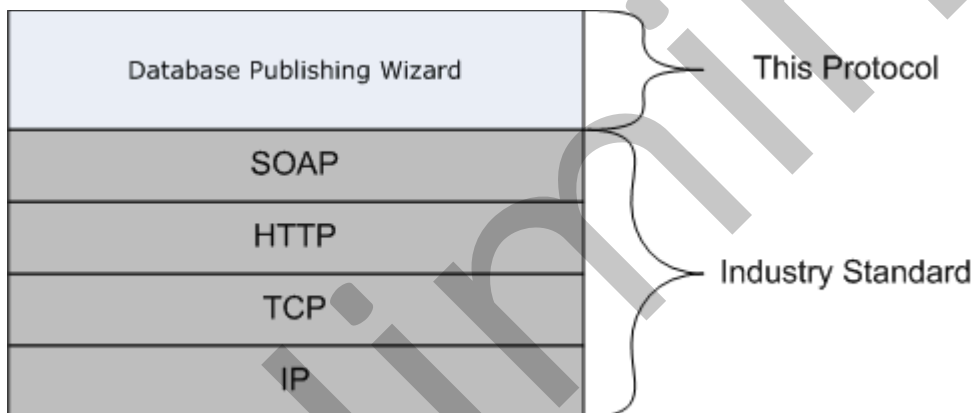 Database Publishing Wizard
This Protocol
SOAP
HTTP
TCP
IP
Industry Standard